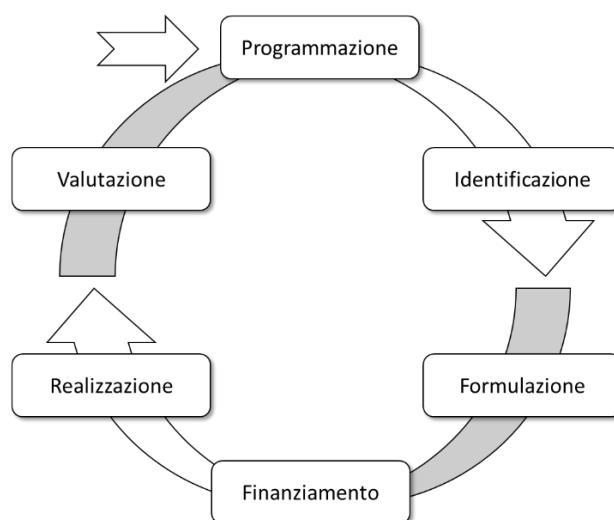 Programmazione
Identificazione
Formulazione
Finanziamento
Realizzazione
Valutazione